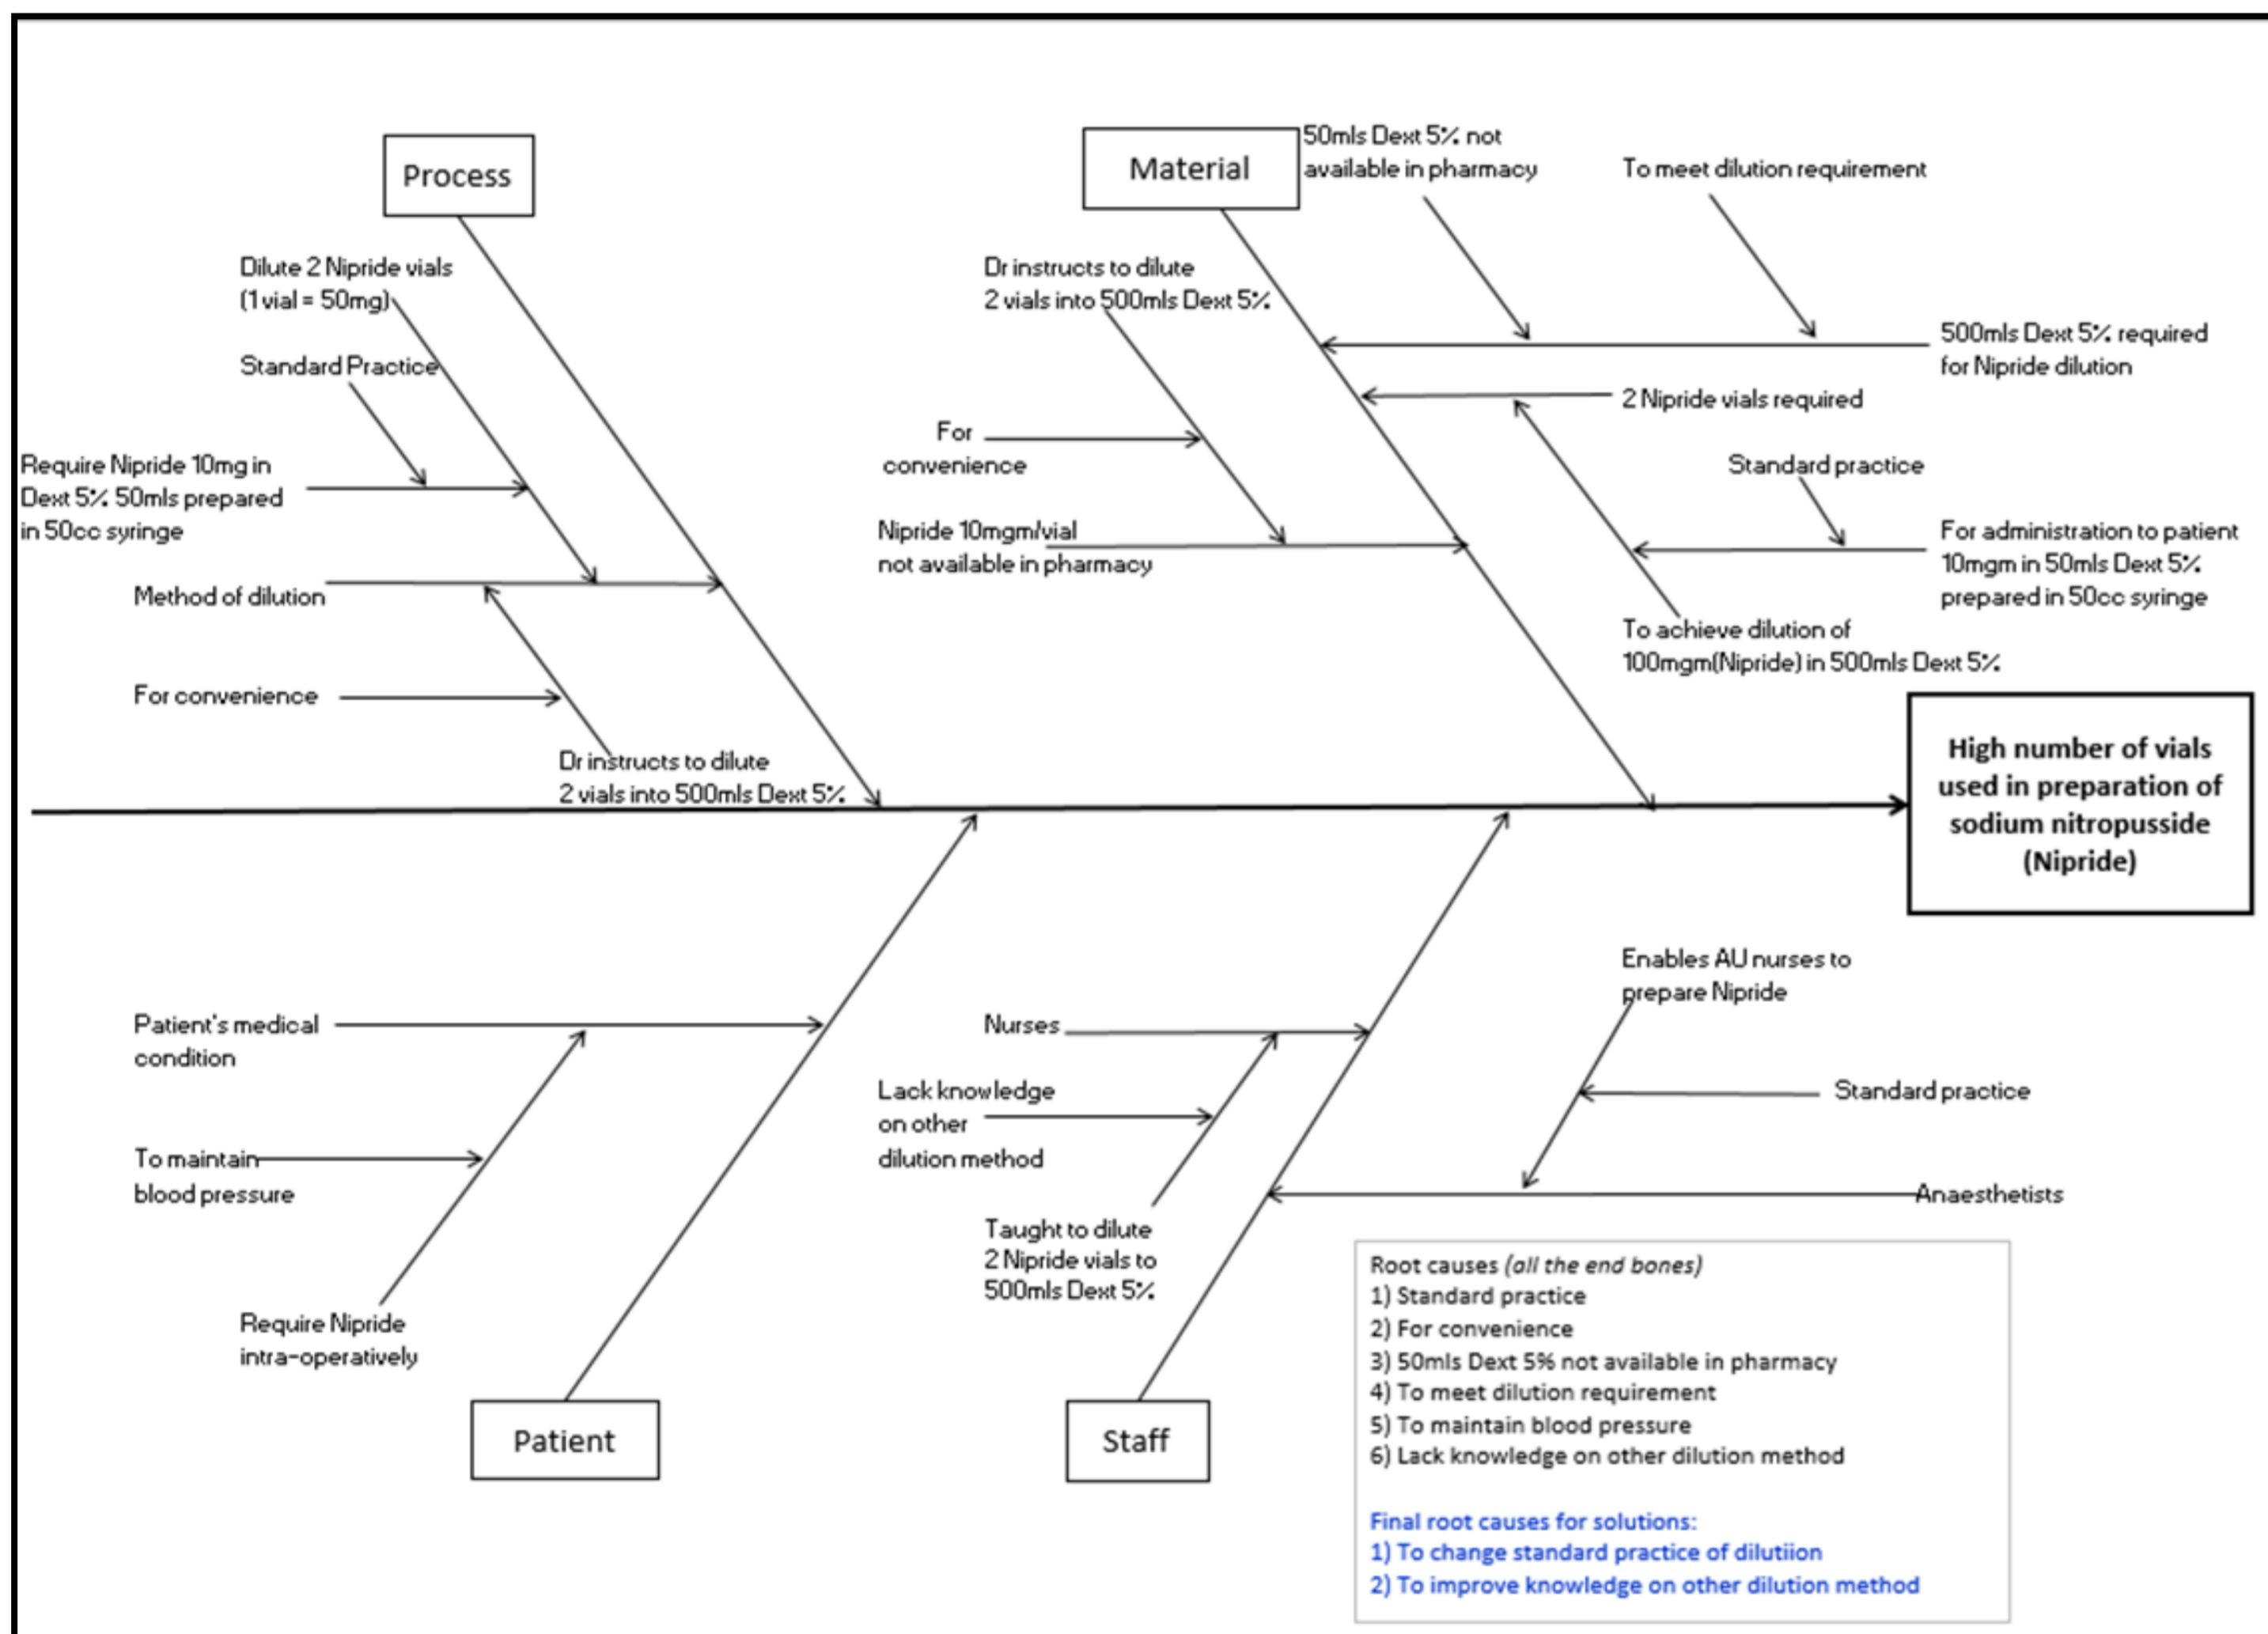 Process
Dilute 2 Nipride vials
(1 vial = 50mg)
Standard Practice
Require Nipride 10mg in
Dext 5% 50mls prepared
in 50cc syringe
Method of dilution
For convenience
Dr instructs to dilute
2 vials into 500mls Dext 5%
Material
50mls Dext 5% not
available in pharmacy
To meet dilution requirement
Dr instructs to dilute
2 vials into 500mls Dext 5%
500mls Dext 5% required
for Nipride dilution
2 Nipride vials required
For
convenience
Standard practice
Nipride 10mgm/vial
not available in pharmacy
For administration to patient
10mgm in 50mls Dext 5%
prepared in 50cc syringe
To achieve dilution of
100mgm(Nipride) in 500mls Dext 5%
High number of vials
used in preparation of
sodium nitropusside
(Nipride)
Patient's medical
condition
To maintain
blood pressure
Require Nipride
intra-operatively
Patient
Nurses
Lack knowledge
on other
dilution method
Taught to dilute
2 Nipride vials to
500mls Dext 5%
Staff
Enables AU nurses to
prepare Nipride
Standard practice
Anaesthetists
Root causes (all the end bones)
1) Standard practice
2) For convenience
3) 50mls Dext 5% not available in pharmacy
4) To meet dilution requirement
5) To maintain blood pressure
6) Lack knowledge on other dilution method
Final root causes for solutions:
1) To change standard practice of dilutiion
2) To improve knowledge on other dilution method